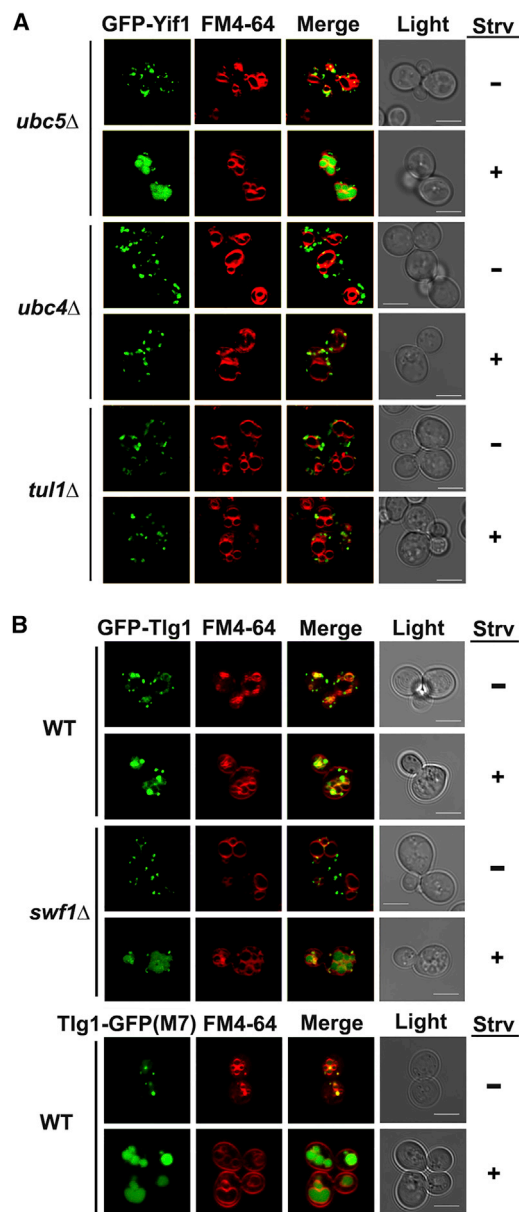 A
GFP-Yif1 FM4-64 Merge Light Strv
ubc5Δ
-
+
ubc4Δ
-
+
tul1Δ
-
+
B
GFP-Tlg1 FM4-64 Merge Light Strv
WT
-
+
swf1Δ
-
+
Tlg1-GFP(M7) FM4-64 Merge Light Strv
WT
-
+